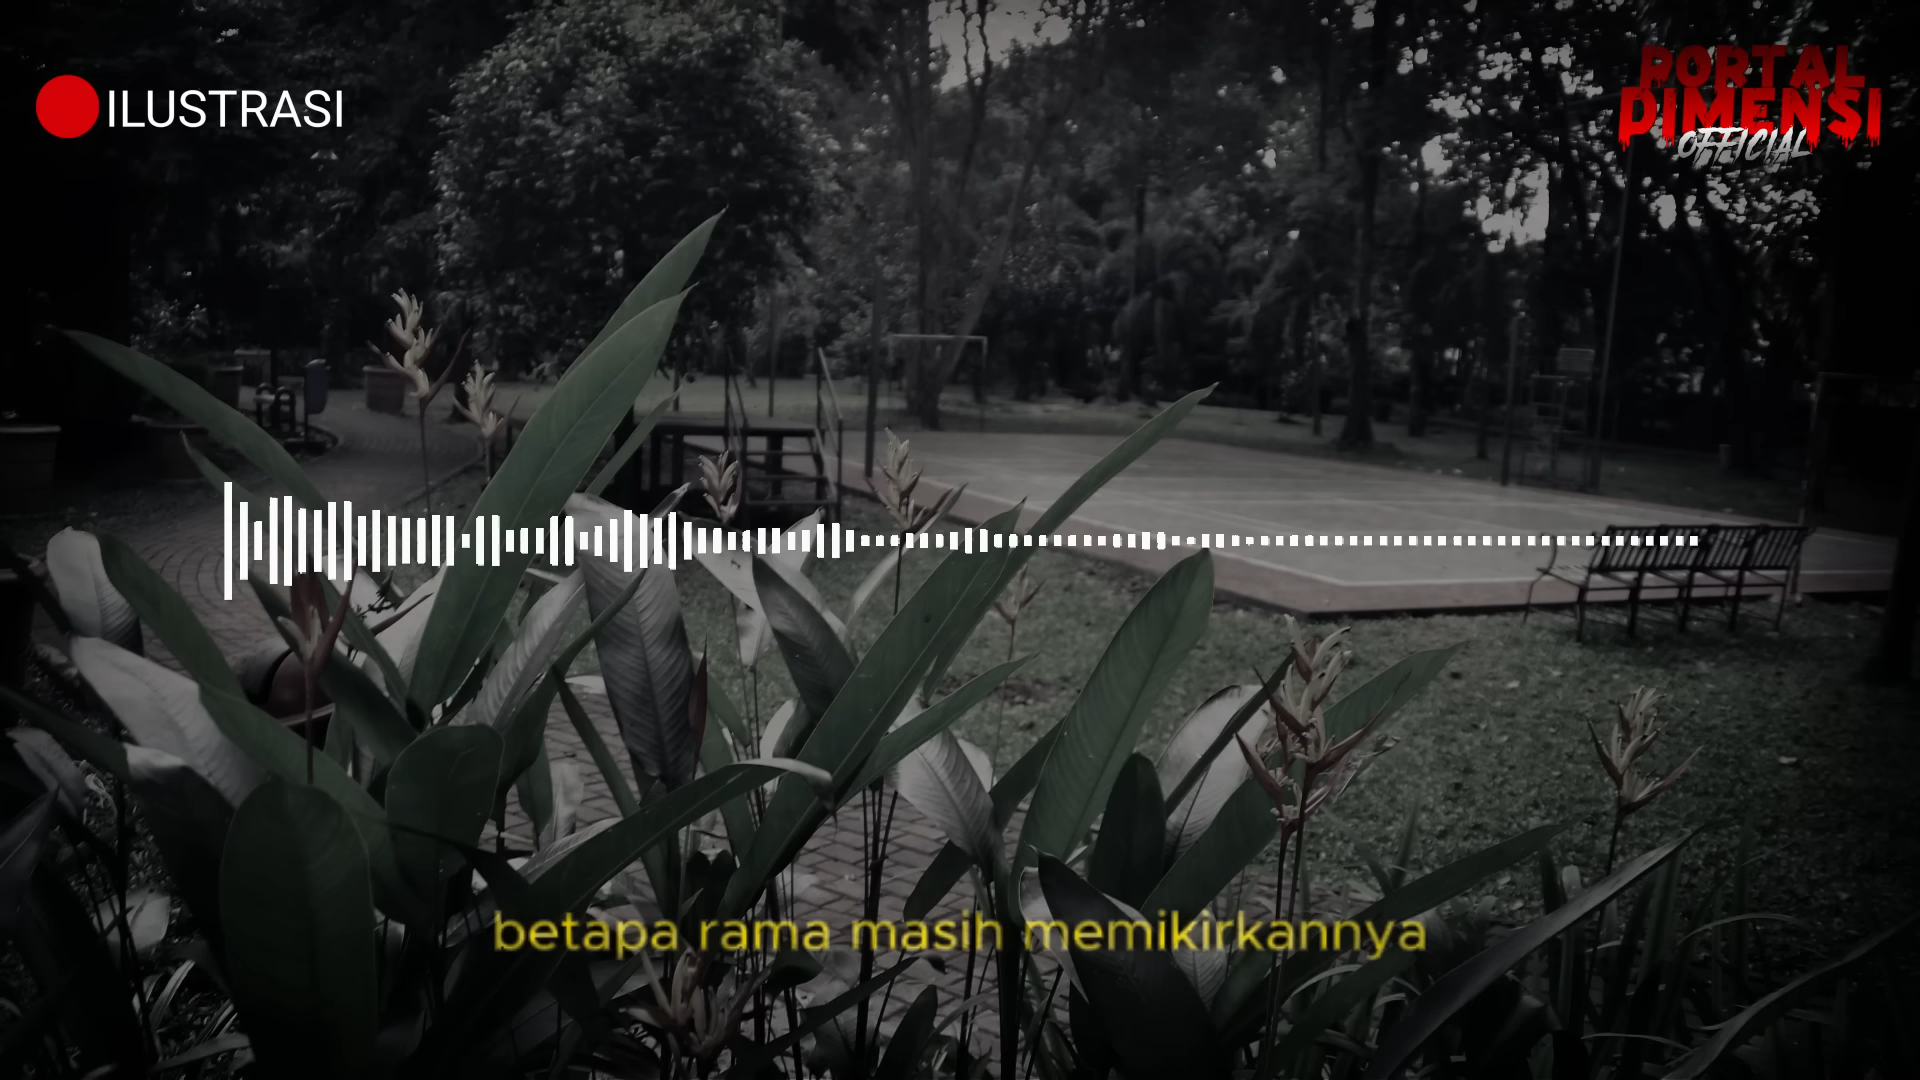 ILUSTRASI
PORTAL
DIMENSI
OFFICIAL
betapa rama masih memikirkannya